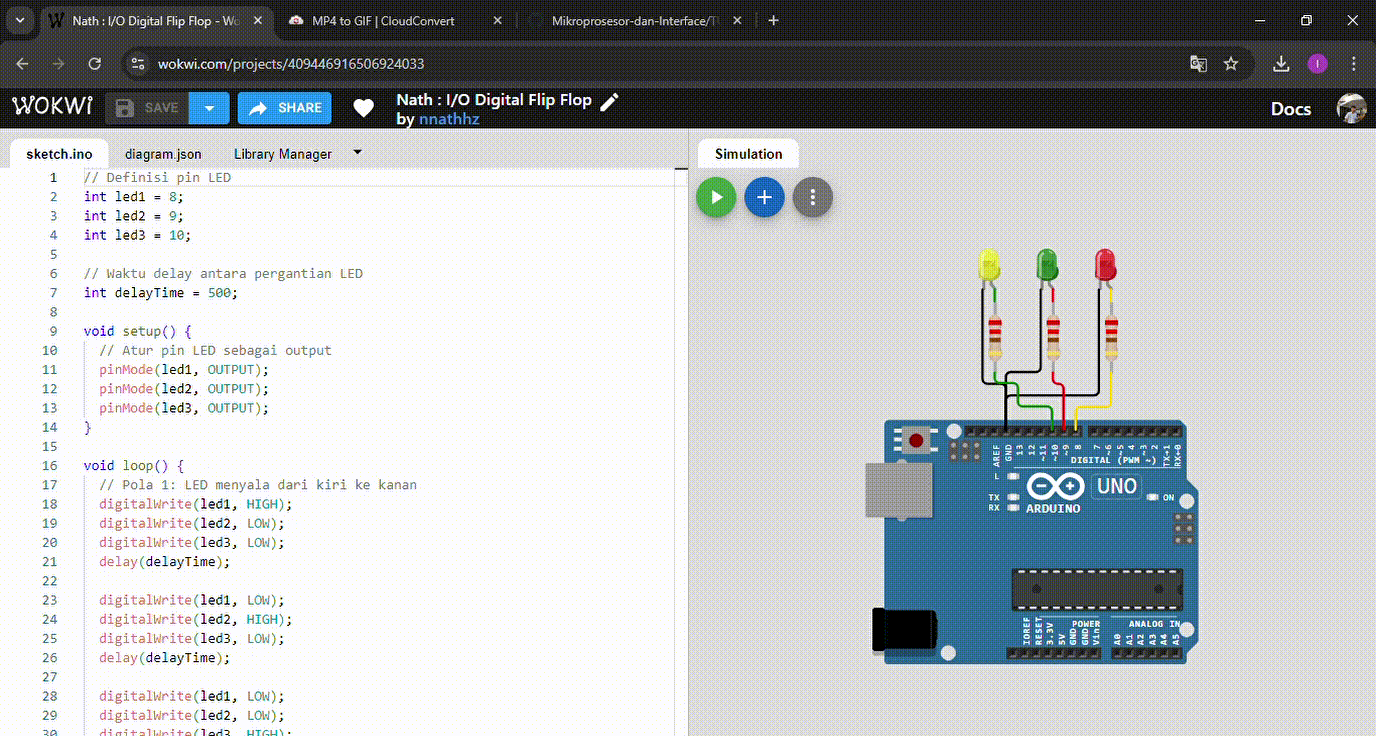 Nath : I/O Digital Flip Flop - Wo
MP4 to GIF | CloudConvert
Mikroprosesor-dan-Interface/T
wokwi.com/projects/409446916506924033
I
WOKWI
SAVE
SHARE
Nath : I/O Digital Flip Flop
by nnathhz
Docs
sketch.ino
diagram.json
Library Manager
Simulation
1 // Definisi pin LED
2 int led1 = 8;
3 int led2 = 9;
4 int led3 = 10;
5
6 // Waktu delay antara pergantian LED
7 int delayTime = 500;
8
9 void setup() {
10 // Atur pin LED sebagai output
11 pinMode(led1, OUTPUT);
12 pinMode(led2, OUTPUT);
13 pinMode(led3, OUTPUT);
14 }
15
16 void loop() {
17 // Pola 1: LED menyala dari kiri ke kanan
18 digitalWrite(led1, HIGH);
19 digitalWrite(led2, LOW);
20 digitalWrite(led3, LOW);
21 delay(delayTime);
22
23 digitalWrite(led1, LOW);
24 digitalWrite(led2, HIGH);
25 digitalWrite(led3, LOW);
26 delay(delayTime);
27
28 digitalWrite(led1, LOW);
29 digitalWrite(led2, LOW);
30 digitalWrite(led3, HIGH);
AREF
GND
13
12
~11
~10
~9
8
7
~6
~5
4
~3
2
TX→1
RX←0
DIGITAL (PWM ~)
L
TX
RX
UNO
ARDUINO
ON
POWER
ANALOG IN
IOREF
RESET
3.3V
5V
GND
GND
Vin
A0
A1
A2
A3
A4
A5